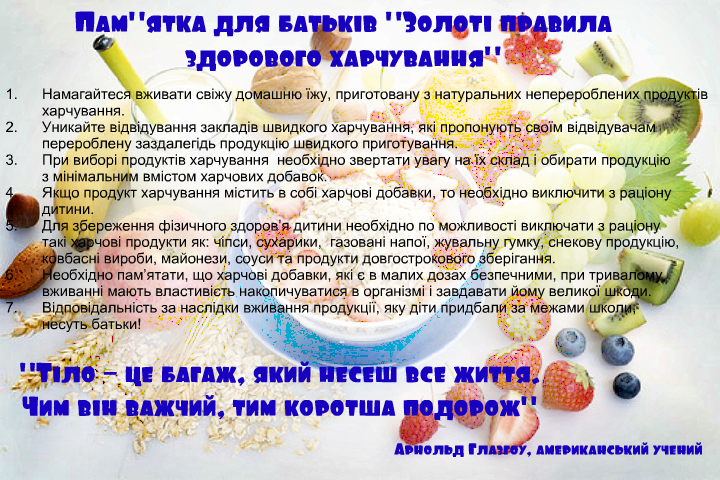 Пам''ятка для батьків ''Золоті правила
здорового харчування''
1. Намагайтеся вживати свіжу домашню їжу, приготовану з натуральних неперероблених продуктів
харчування.
2. Уникайте відвідування закладів швидкого харчування, які пропонують своїм відвідувачам
перероблену заздалегідь продукцію швидкого приготування.
3. При виборі продуктів харчування необхідно звертати увагу на їх склад і обирати продукцію
з мінімальним вмістом харчових добавок.
4. Якщо продукт харчування містить в собі харчові добавки, то необхідно виключити з раціону
дитини.
5. Для збереження фізичного здоров'я дитини необхідно по можливості виключати з раціону
такі харчові продукти як: чіпси, сухарики, газовані напої, жувальну гумку, снекову продукцію,
ковбасні вироби, майонези, соуси та продукти довгострокового зберігання.
6. Необхідно пам'ятати, що харчові добавки, які є в малих дозах безпечними, при тривалому
вживанні мають властивість накопичуватися в організмі і завдавати йому великої шкоди.
7. Відповідальність за наслідки вживання продукції, яку діти придбали за межами школи,
несуть батьки!
''Тіло – це багаж, який несеш все життя.
Чим він важчий, тим коротша подорож''
Арнольд Глазгоу, американський учений